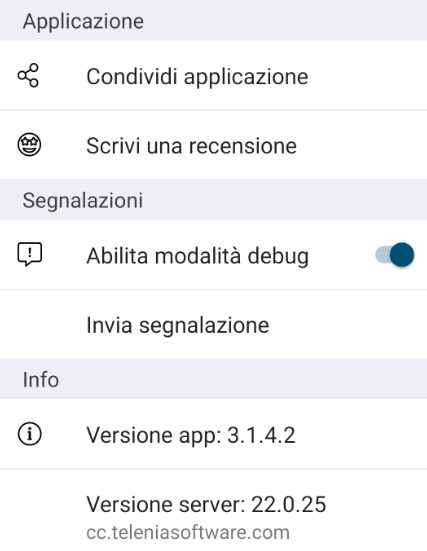 Applicazione
Condividi applicazione
Scrivi una recensione
Segnalazioni
Abilita modalità debug
Invia segnalazione
Info
Versione app: 3.1.4.2
Versione server: 22.0.25
cc.teleniasoftware.com